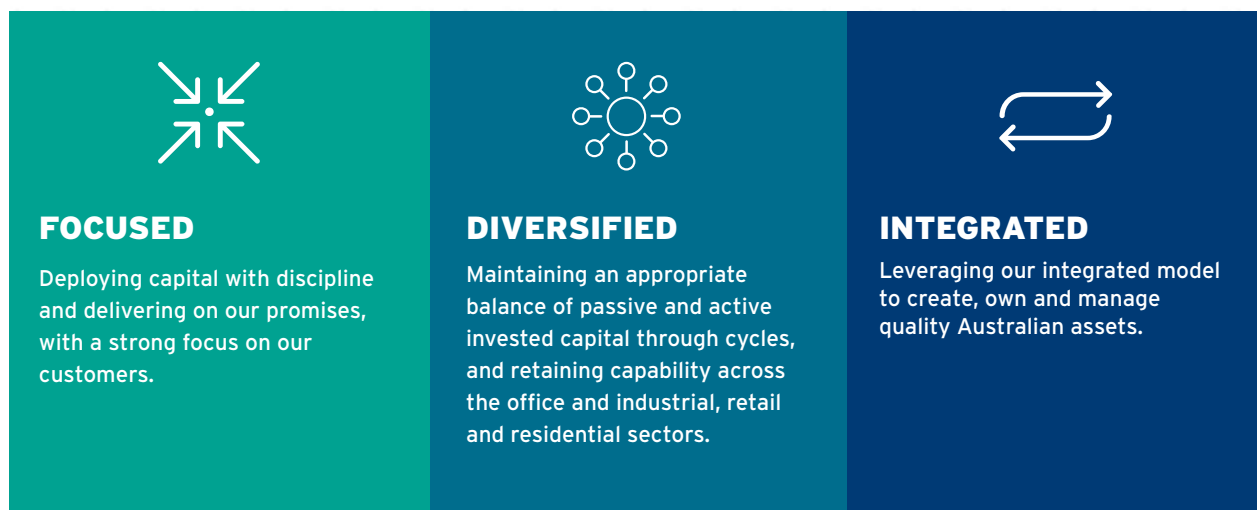 FOCUSED
Deploying capital with discipline
and delivering on our promises,
with a strong focus on our
customers.
DIVERSIFIED
Maintaining an appropriate
balance of passive and active
invested capital through cycles,
and retaining capability across
the office and industrial, retail
and residential sectors.
INTEGRATED
Leveraging our integrated model
to create, own and manage
quality Australian assets.